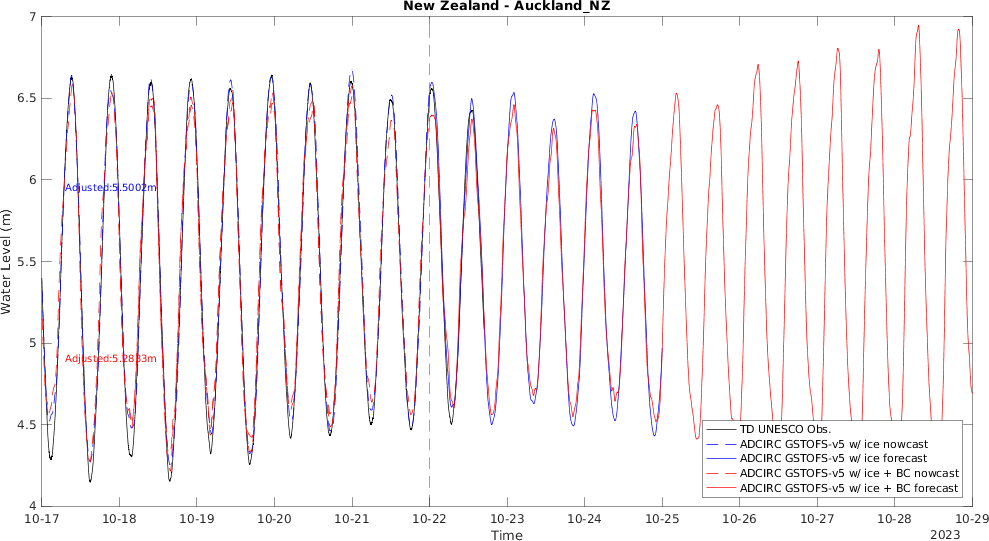 New Zealand - Auckland_NZ
7
6.5
6
5.5
5
4.5
4
Water Level (m)
Adjusted:5.5002m
Adjusted:5.2833m
TD UNESCO Obs.
ADCIRC GSTOFS-v5 w/ ice nowcast
ADCIRC GSTOFS-v5 w/ ice forecast
ADCIRC GSTOFS-v5 w/ ice + BC nowcast
ADCIRC GSTOFS-v5 w/ ice + BC forecast
10-17 10-18 10-19 10-20 10-21 10-22 10-23 10-24 10-25 10-26 10-27 10-28 10-29
Time
2023